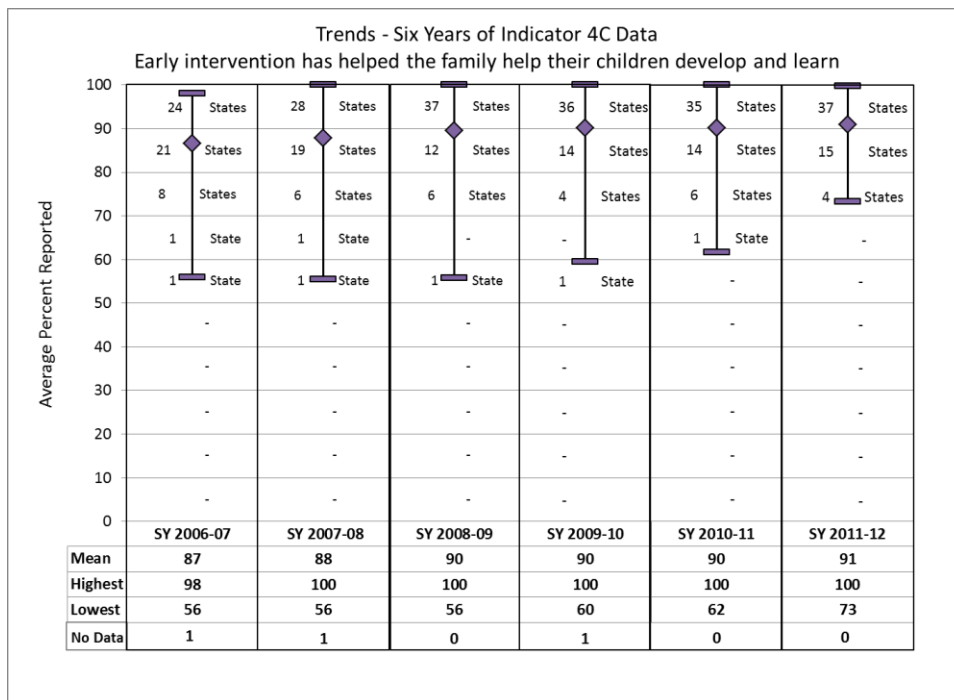 Trends - Six Years of Indicator 4C Data
Early intervention has helped the family help their children develop and learn
Average Percent Reported
100
24 States 28 States 37 States 36 States 35 States 37 States
90
21 States 19 States 12 States 14 States 14 States 15 States
80
8 States 6 States 6 States 4 States 6 States 4 States
70
1 State 1 State - - 1 State -
60
1 State 1 State 1 State 1 State - -
50
- - - - - -
40
- - - - - -
30
- - - - - -
20
- - - - - -
10
- - - - - -
0
SY 2006-07 SY 2007-08 SY 2008-09 SY 2009-10 SY 2010-11 SY 2011-12
Mean 87 88 90 90 90 91
Highest 98 100 100 100 100 100
Lowest 56 56 56 60 62 73
No Data 1 1 0 1 0 0